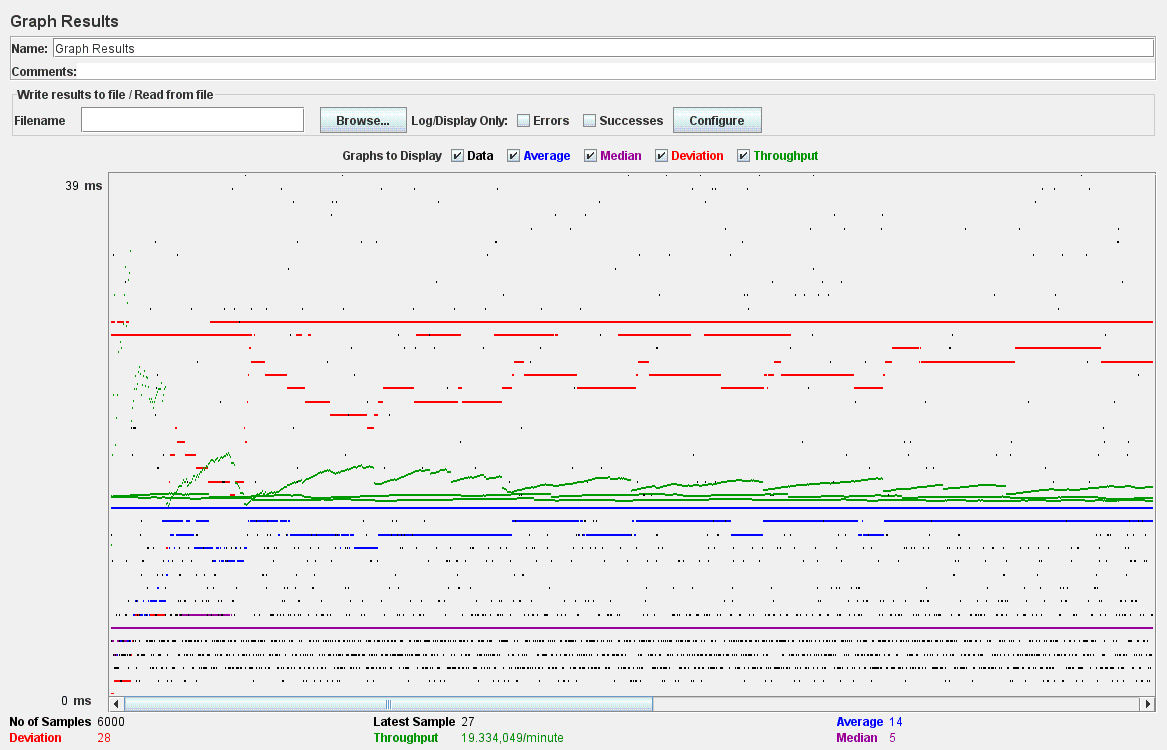 Graph Results
Name: Graph Results
Comments:
Write results to file / Read from file
Filename Browse... Log/Display Only: Errors Successes Configure
Graphs to Display Data Average Median Deviation Throughput
39 ms
0 ms
No of Samples 6000 Latest Sample 27 Average 14
Deviation 28 Throughput 19.334,049/minute Median 5